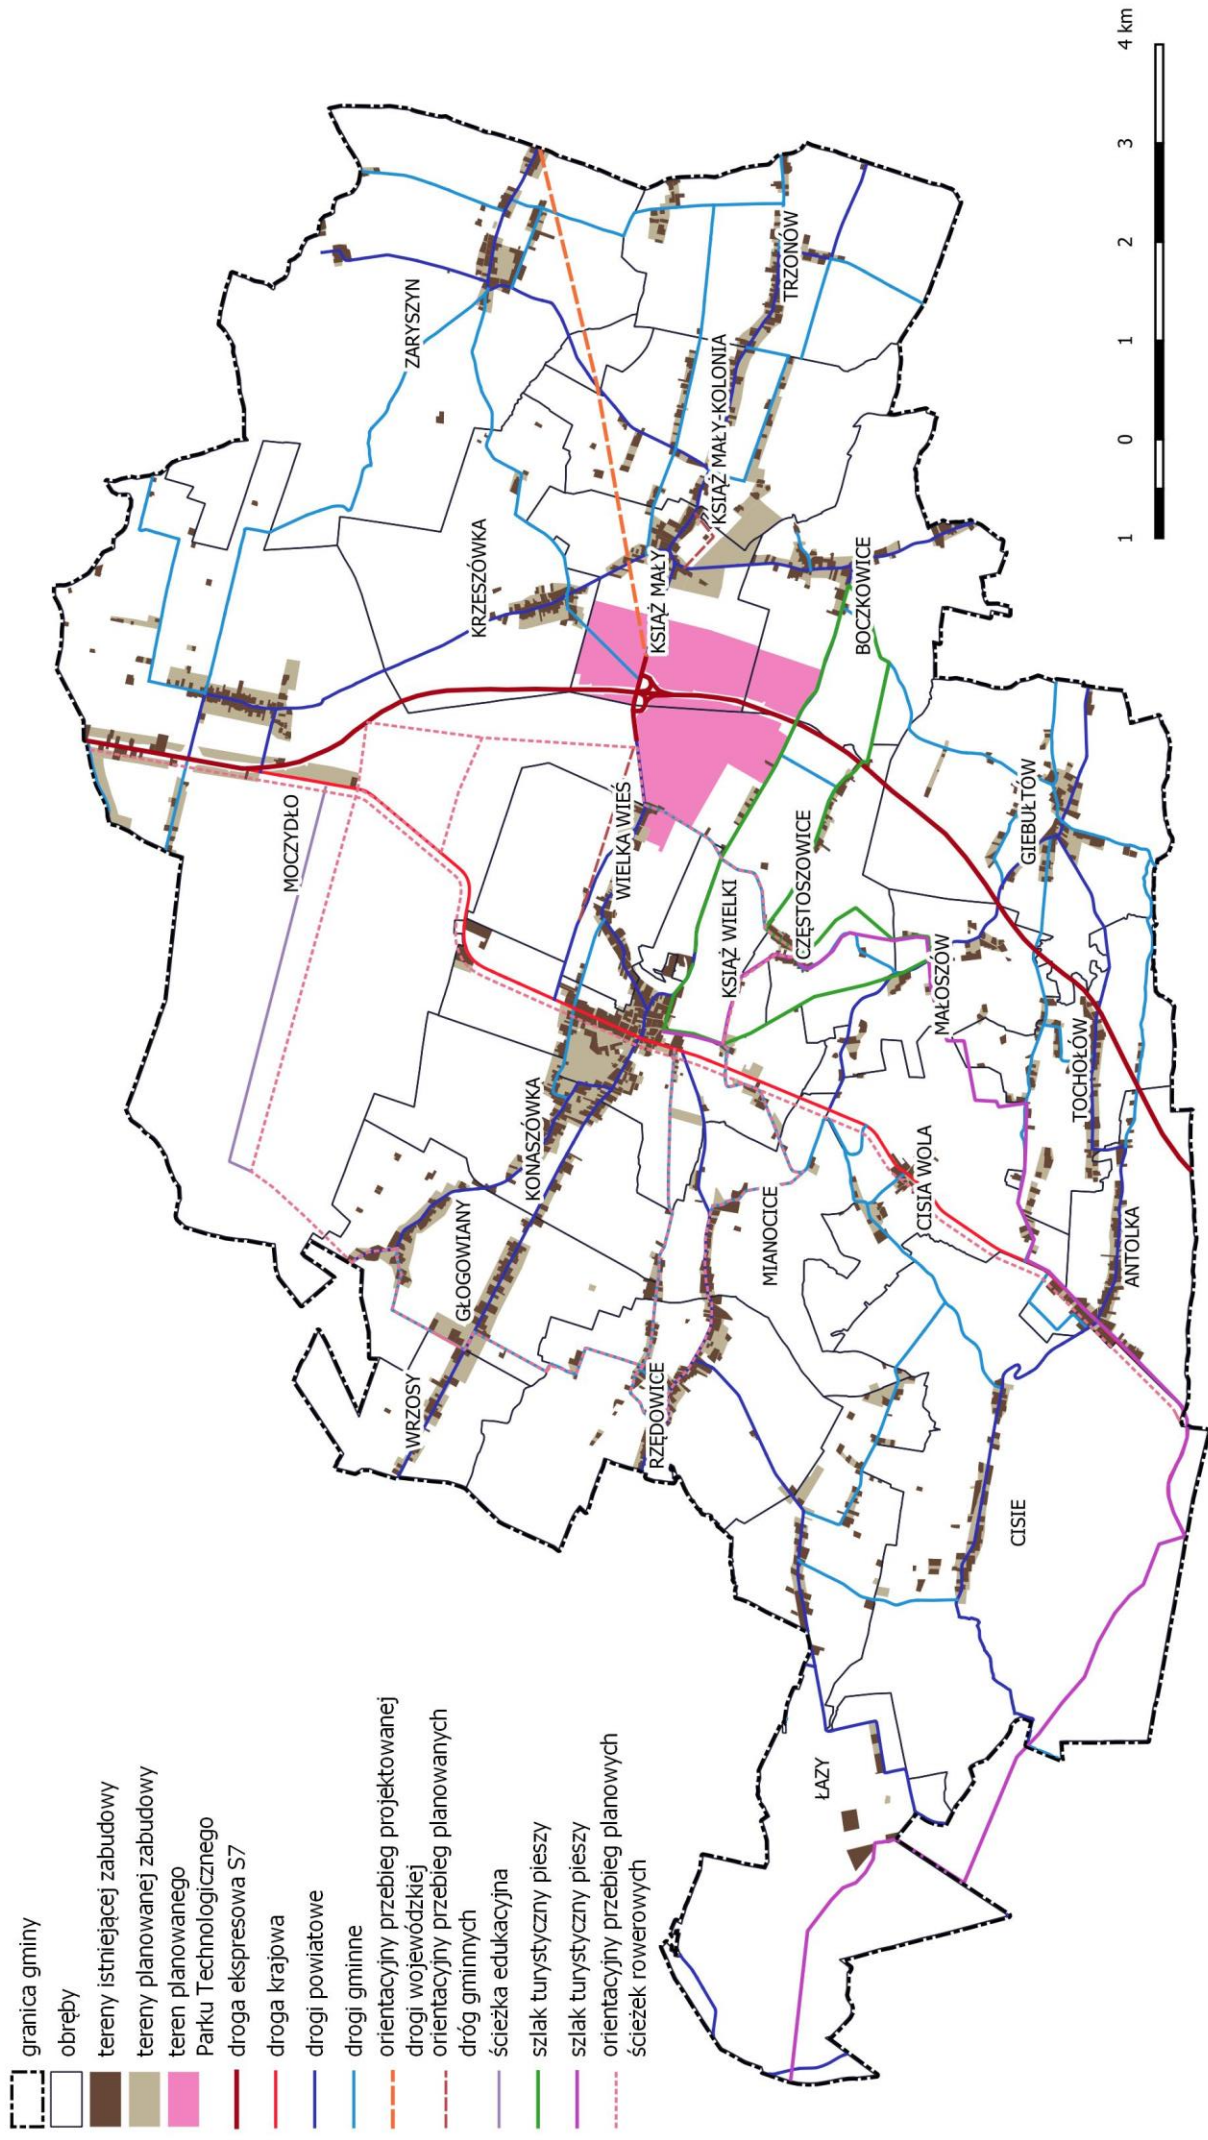 granica gminy
obręby
tereny istniejącej zabudowy
tereny planowanej zabudowy
teren planowanego
Parku Technologicznego
droga ekspresowa S7
droga krajowa
drogi powiatowe
drogi gminne
orientacyjny przebieg projektowanej
drogi wojewódzkiej
orientacyjny przebieg planowanych
dróg gminnych
ścieżka edukacyjna
szlak turystyczny pieszy
szlak turystyczny pieszy
orientacyjny przebieg planowych
ścieżek rowerowych
MOCZYDŁO
KRZESZÓWKA
ZARYSZYN
WRZOSY
GŁOGOWIANY
KONASZÓWKA
WIELKA WIEŚ
KSIĄŻ MAŁY
KSIĄŻ MAŁY-KOLONIA
TRZONÓW
RZĘDOWICE
MIANOCICE
KSIĄŻ WIELKI
CZĘSTOSZOWICE
BOCZKOWICE
ŁAZY
CISIA WOLA
MAŁOSZÓW
GIEBUŁTÓW
CISIE
TOCHOŁÓW
ANTOLKA
1 0 1 2 3 4 km